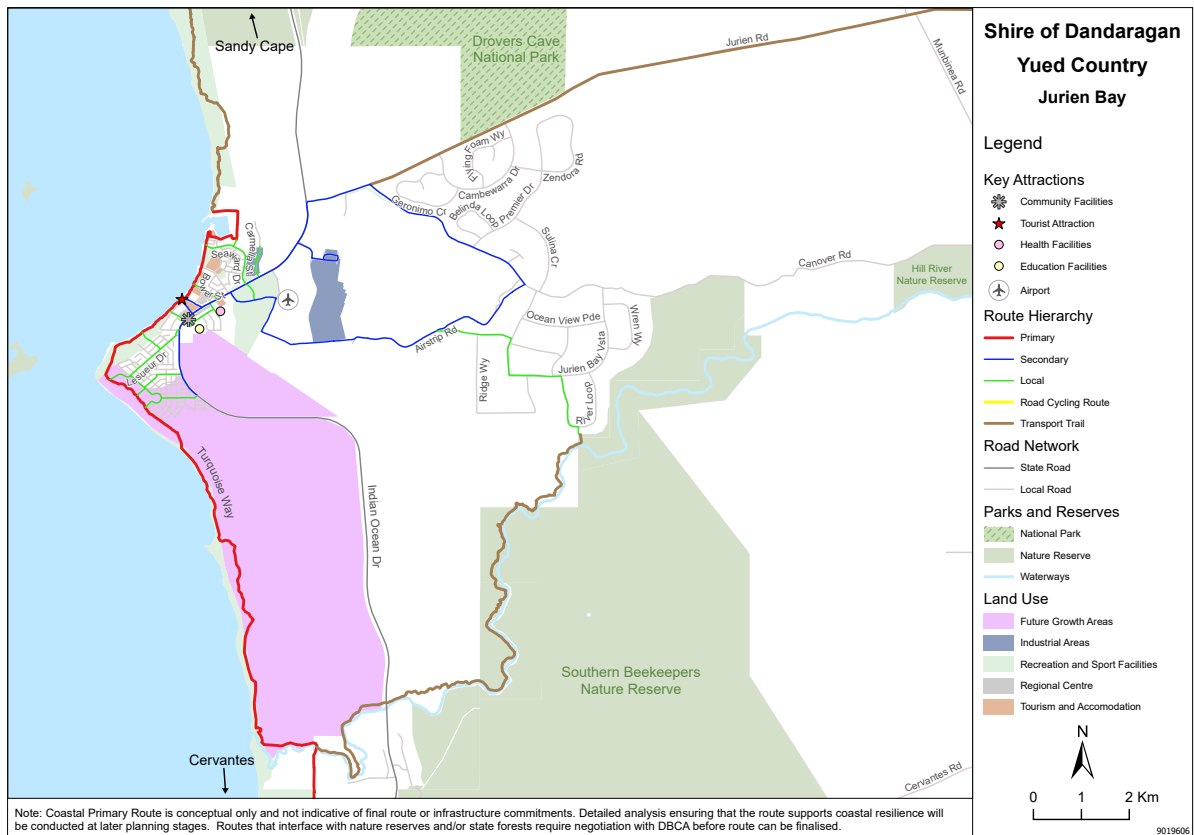 Shire of Dandaragan
Yued Country
Jurien Bay
Legend
Key Attractions
Community Facilities
Tourist Attraction
Health Facilities
Education Facilities
Airport
Route Hierarchy
Primary
Secondary
Local
Road Cycling Route
Transport Trail
Road Network
State Road
Local Road
Parks and Reserves
National Park
Nature Reserve
Waterways
Land Use
Future Growth Areas
Industrial Areas
Recreation and Sport Facilities
Regional Centre
Tourism and Accomodation
N
0 1 2 Km
9019606
Sandy Cape
Drovers Cave
National Park
Jurien Rd
Munbinea Rd
Flying Foam Wy
Cambewarra Dr
Zendora Rd
Geronimo Cr
Belinda Loop
Premier Dr
Sulina Cr
Canover Rd
Hill River
Nature Reserve
Seaward Dr
Bower St
Lesueur Dr
Airstrip Rd
Ocean View Pde
Wren Wy
Jurien Bay Vsta
Ridge Wy
River Loop
Turquoise Way
Indian Ocean Dr
Southern Beekeepers
Nature Reserve
Cervantes
Cervantes Rd
Note: Coastal Primary Route is conceptual only and not indicative of final route or infrastructure commitments. Detailed analysis ensuring that the route supports coastal resilience will
be conducted at later planning stages. Routes that interface with nature reserves and/or state forests require negotiation with DBCA before route can be finalised.